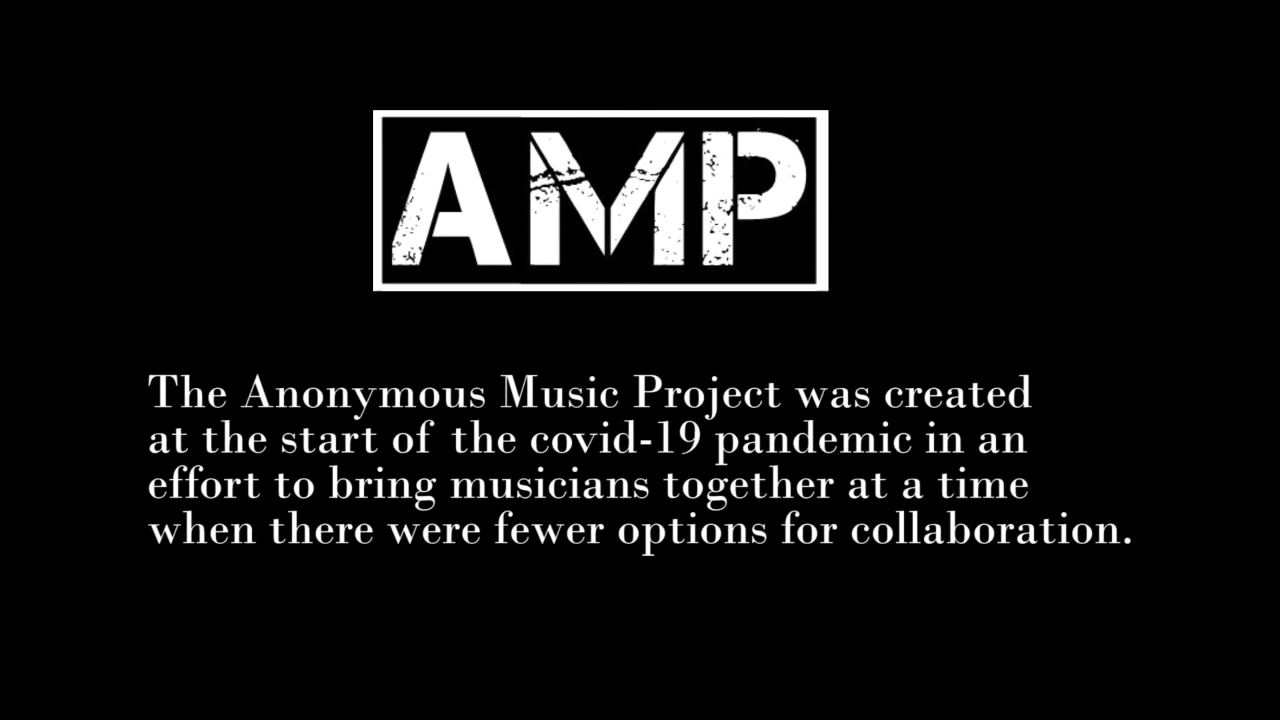 AMP
The Anonymous Music Project was created
at the start of the covid-19 pandemic in an
effort to bring musicians together at a time
when there were fewer options for collaboration.